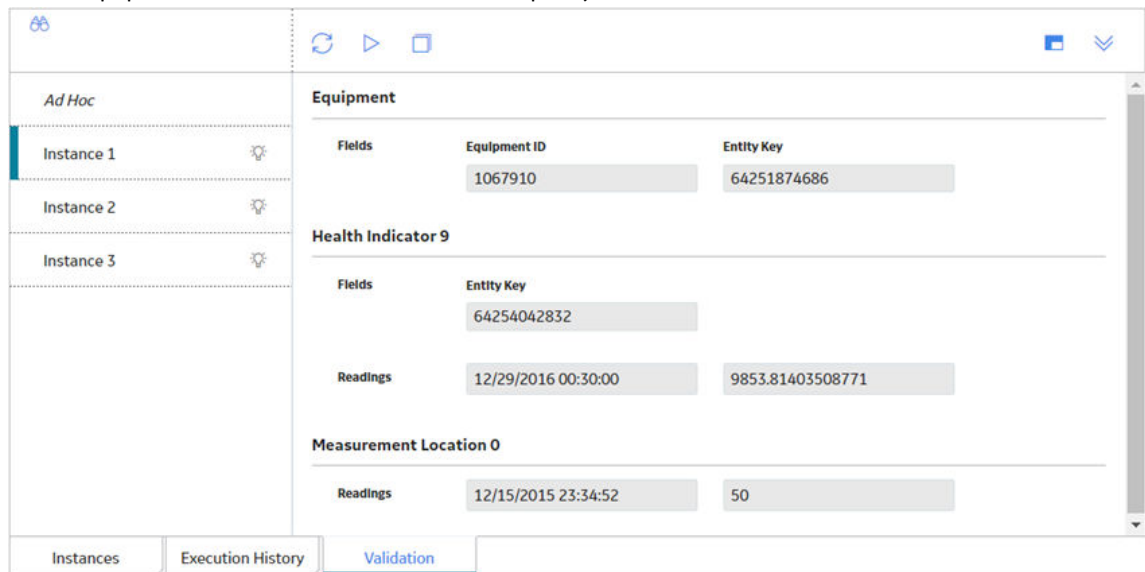 Ad Hoc
Instance 1
Instance 2
Instance 3
Equipment
Fields Equipment ID Entity Key
1067910 64251874686
Health Indicator 9
Fields Entity Key
64254042832
Readings 12/29/2016 00:30:00 9853.81403508771
Measurement Location 0
Readings 12/15/2015 23:34:52 50
Instances Execution History Validation